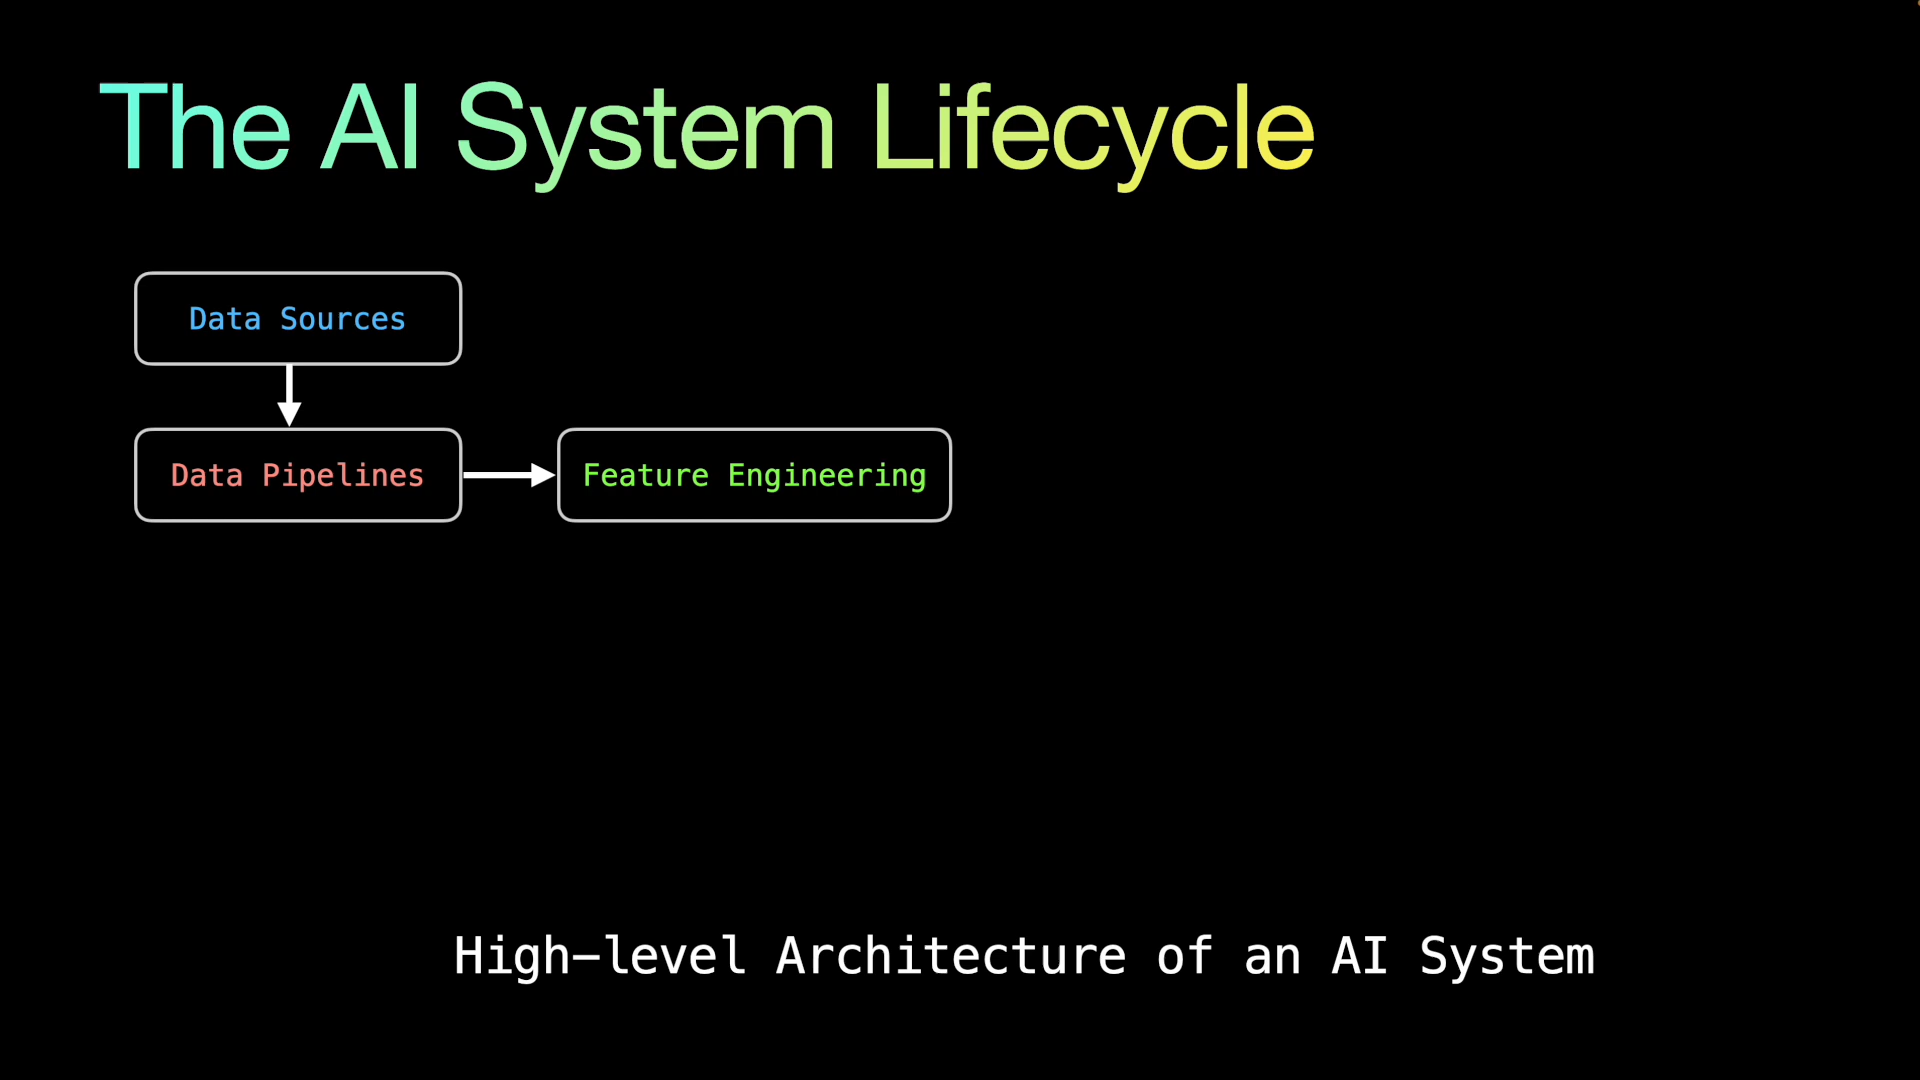 The AI System Lifecycle
Data Sources
Data Pipelines
Feature Engineering
High-level Architecture of an AI System